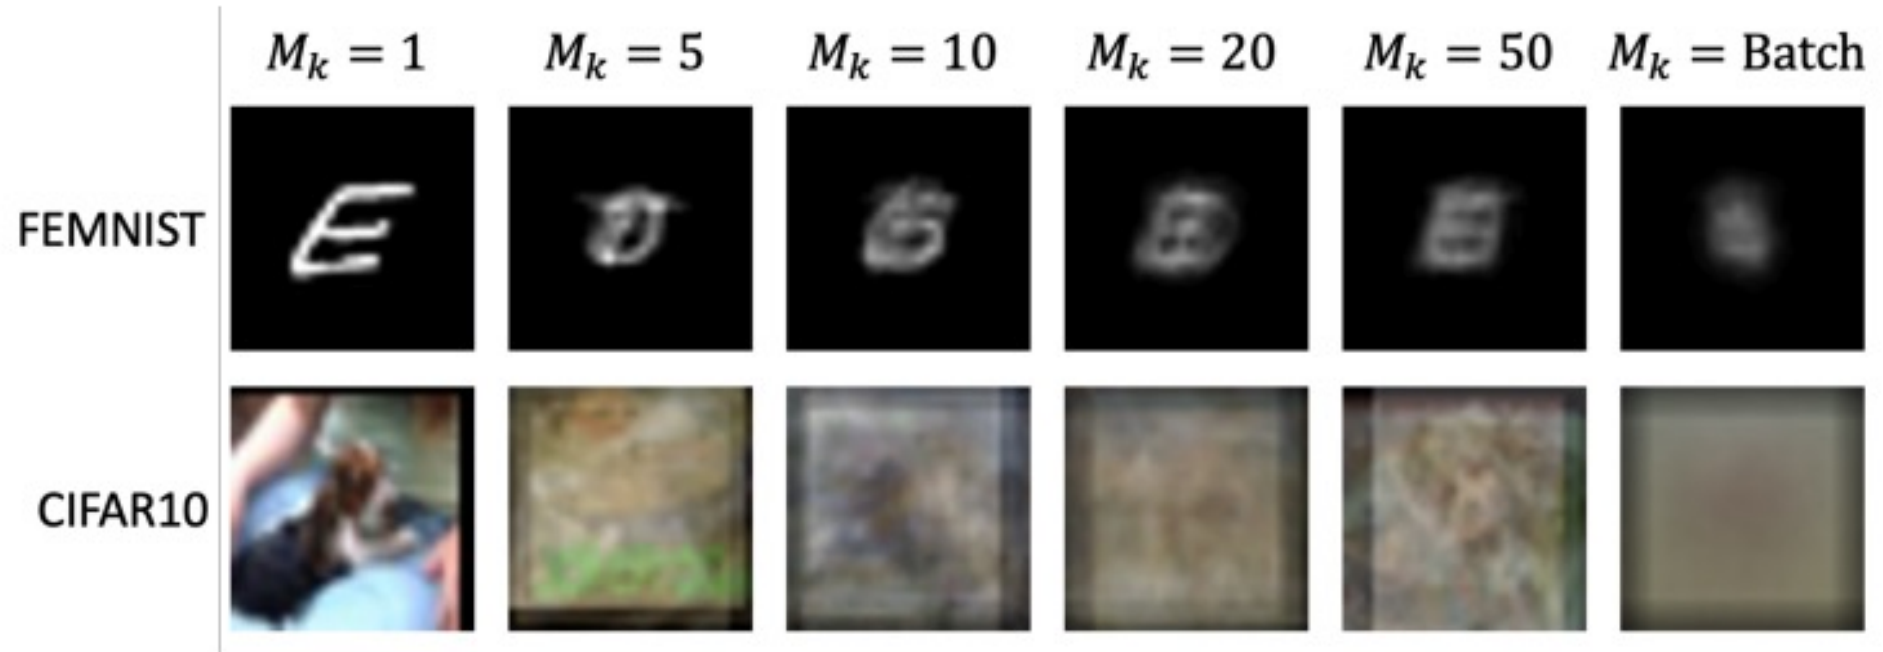 M_k = 1 M_k = 5 M_k = 10 M_k = 20 M_k = 50 M_k = Batch
FEMNIST
E
CIFAR10